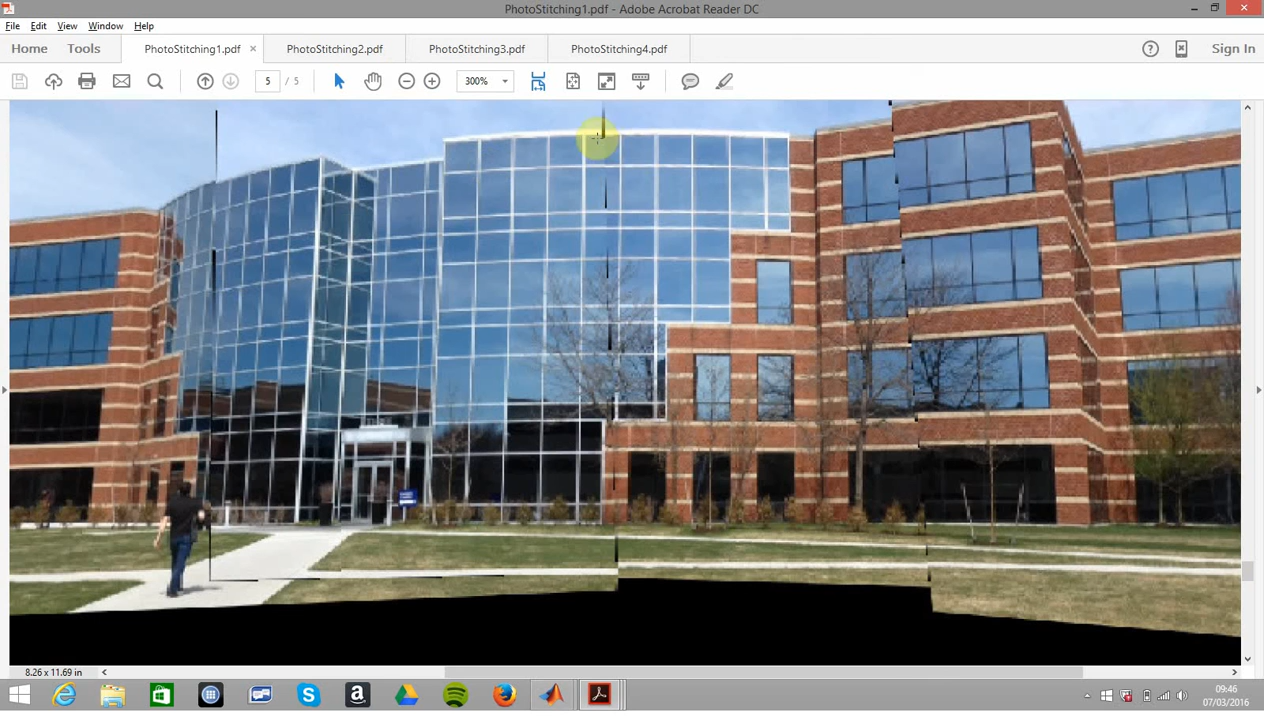 PhotoStitching1.pdf - Adobe Acrobat Reader DC
File Edit View Window Help
Home Tools PhotoStitching1.pdf × PhotoStitching2.pdf PhotoStitching3.pdf PhotoStitching4.pdf Sign In
5 / 5 300%
8.26 x 11.69 in
09:46
07/03/2016